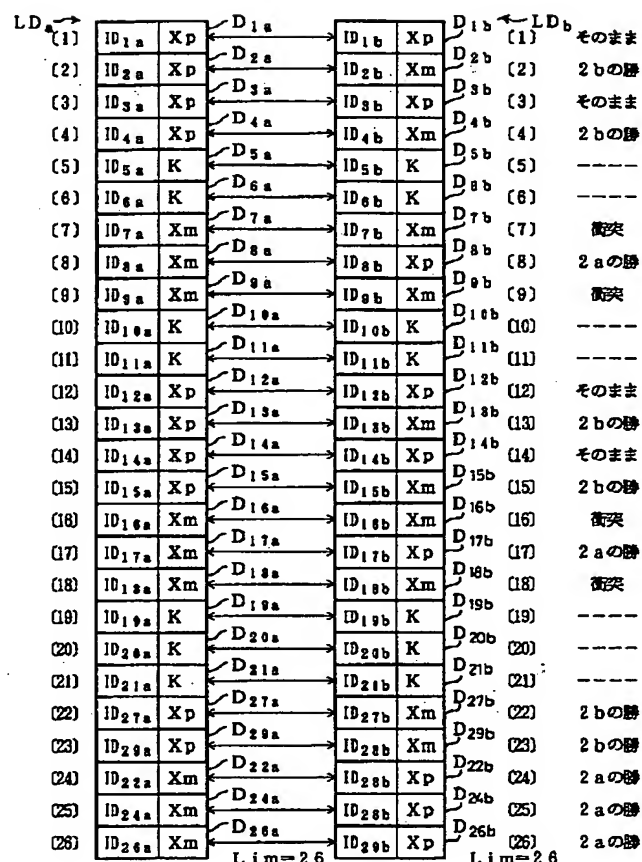 LDa D1a D1b LDb
[1] ID1a Xp ID1b Xp [1] そのまま
D2a D2b
[2] ID2a Xp ID2b Xm [2] 2bの勝
D3a D3b
[3] ID3a Xp ID3b Xp [3] そのまま
D4a D4b
[4] ID4a Xp ID4b Xm [4] 2bの勝
D5a D5b
[5] ID5a K ID5b K [5] ----
D6a D6b
[6] ID6a K ID6b K [6] ----
D7a D7b
[7] ID7a Xm ID7b Xm [7] 衝突
D8a D8b
[8] ID8a Xm ID8b Xp [8] 2aの勝
D9a D9b
[9] ID9a Xm ID9b Xm [9] 衝突
D10a D10b
[10] ID10a K ID10b K [10] ----
D11a D11b
[11] ID11a K ID11b K [11] ----
D12a D12b
[12] ID12a Xp ID12b Xp [12] そのまま
D13a D13b
[13] ID13a Xp ID13b Xm [13] 2bの勝
D14a D14b
[14] ID14a Xp ID14b Xp [14] そのまま
D15a D15b
[15] ID15a Xp ID15b Xm [15] 2bの勝
D16a D16b
[16] ID16a Xm ID16b Xm [16] 衝突
D17a D17b
[17] ID17a Xm ID17b Xp [17] 2aの勝
D18a D18b
[18] ID18a Xm ID18b Xm [18] 衝突
D19a D19b
[19] ID19a K ID19b K [19] ----
D20a D20b
[20] ID20a K ID20b K [20] ----
D21a D21b
[21] ID21a K K [21] ----
D27a D27b
[22] ID27a Xp ID27b Xm [22] 2bの勝
D29a D29b
[23] ID29a Xp Xm [23] 2bの勝
D22a D22b
[24] ID22a Xm Xp [24] 2aの勝
D24a D24b
[25] ID24a Xm Xp [25] 2aの勝
D26a D26b
[26] ID26a Xm Xp [26] 2aの勝
Lim=26 Lim=26